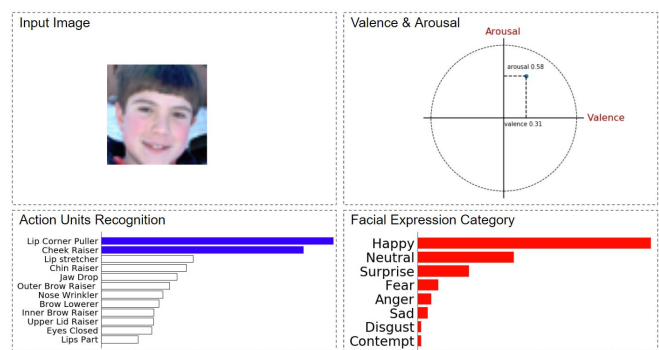 Input Image
Valence & Arousal
Arousal
arousal 0.58
Valence
valence 0.31
Action Units Recognition
Lip Corner Puller
Cheek Raiser
Lip stretcher
Chin Raiser
Jaw Drop
Outer Brow Raiser
Nose Wrinkler
Brow Lowerer
Inner Brow Raiser
Upper Lid Raiser
Eyes Closed
Lips Part
Facial Expression Category
Happy
Neutral
Surprise
Fear
Anger
Sad
Disgust
Contempt